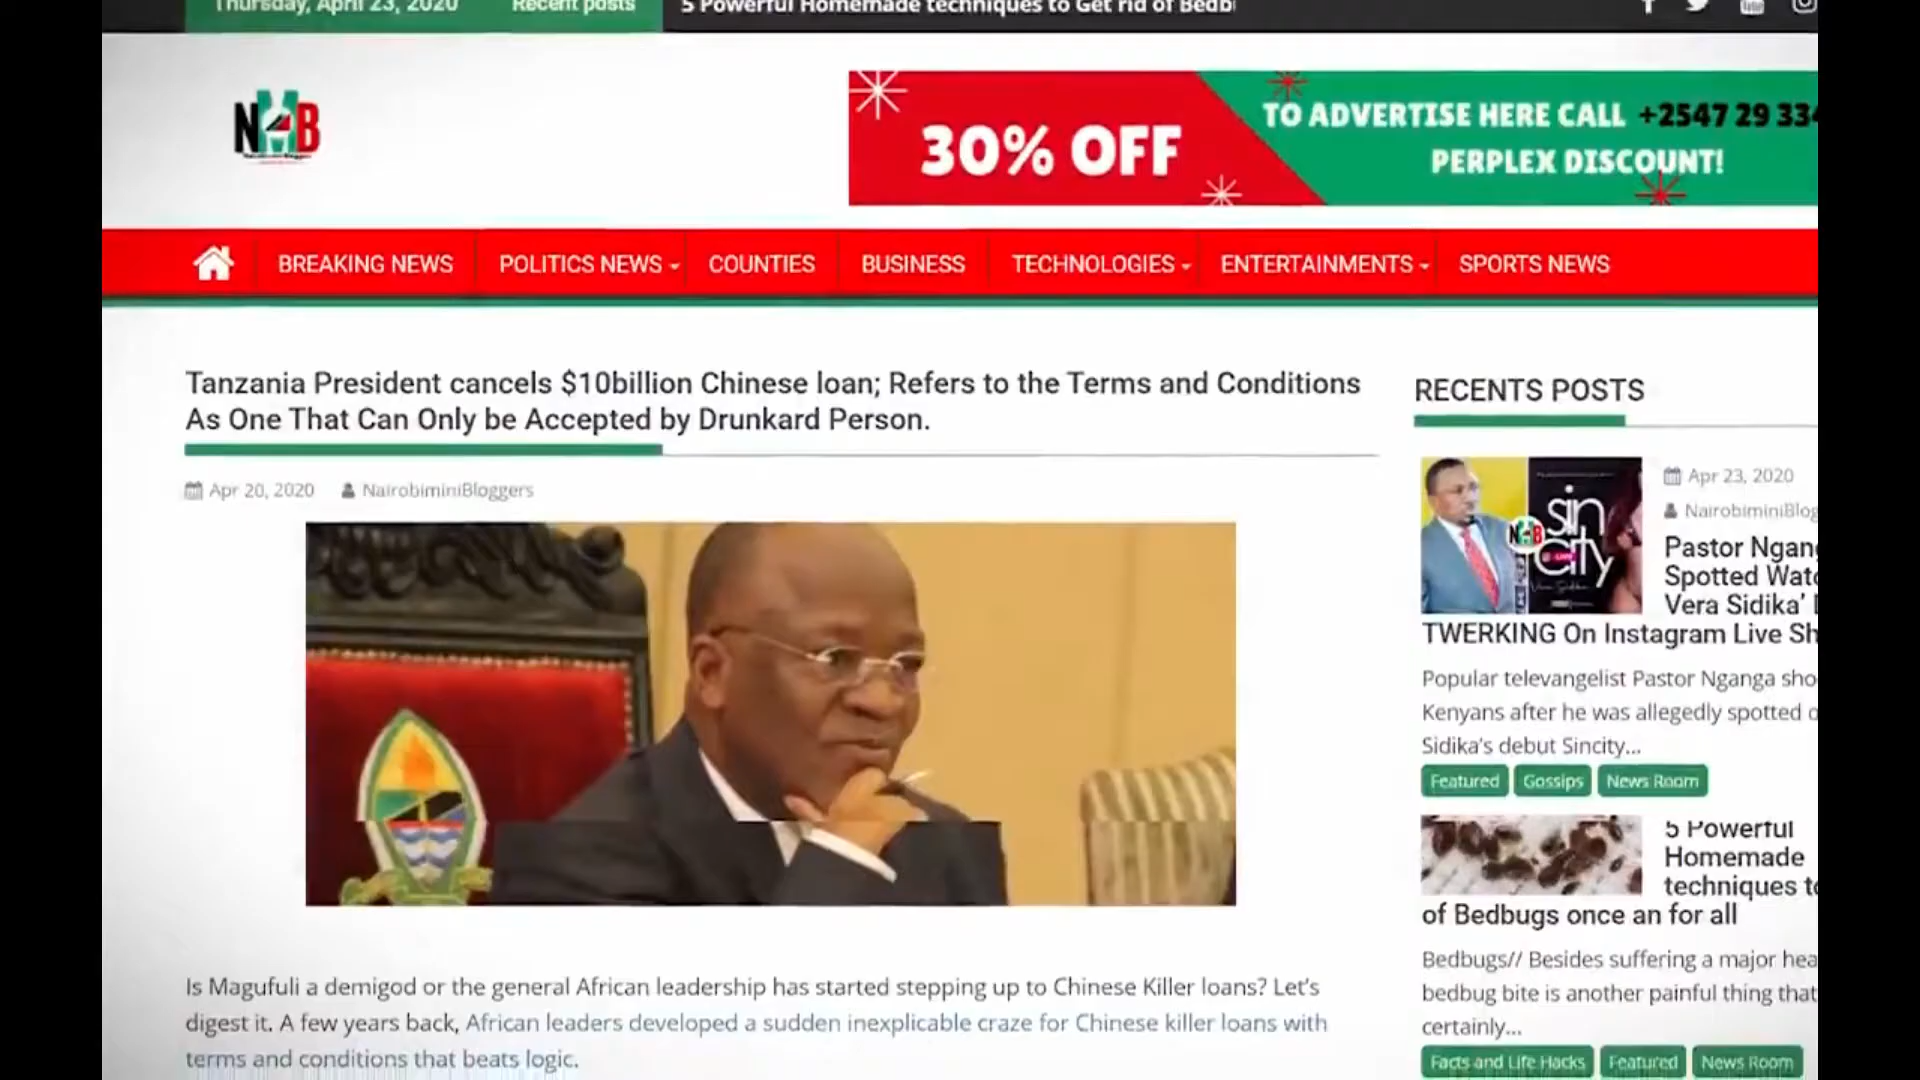 Thursday, April 23, 2020
Recent posts
5 Powerful Homemade techniques to Get rid of Bedb
NHB
30% OFF
TO ADVERTISE HERE CALL +2547 29 334
PERPLEX DISCOUNT!
BREAKING NEWS
POLITICS NEWS
COUNTIES
BUSINESS
TECHNOLOGIES
ENTERTAINMENTS
SPORTS NEWS
Tanzania President cancels $10billion Chinese loan; Refers to the Terms and Conditions
As One That Can Only be Accepted by Drunkard Person.
Apr 20, 2020
NairobiminiBloggers
Is Magufuli a demigod or the general African leadership has started stepping up to Chinese Killer loans? Let's
digest it. A few years back, African leaders developed a sudden inexplicable craze for Chinese killer loans with
terms and conditions that beats logic.
RECENTS POSTS
sin
city
Apr 23, 2020
NairobiminiBlog
Pastor Ngan
Spotted Wat
Vera Sidika'
TWERKING On Instagram Live Sh
Popular televangelist Pastor Nganga sho
Kenyans after he was allegedly spotted
Sidika's debut Sincity...
Featured
Gossips
News Room
5 Powerful
Homemade
techniques t
of Bedbugs once an for all
Bedbugs// Besides suffering a major hea
bedbug bite is another painful thing that
certainly...
Facts and Life Hacks
Featured
News Room